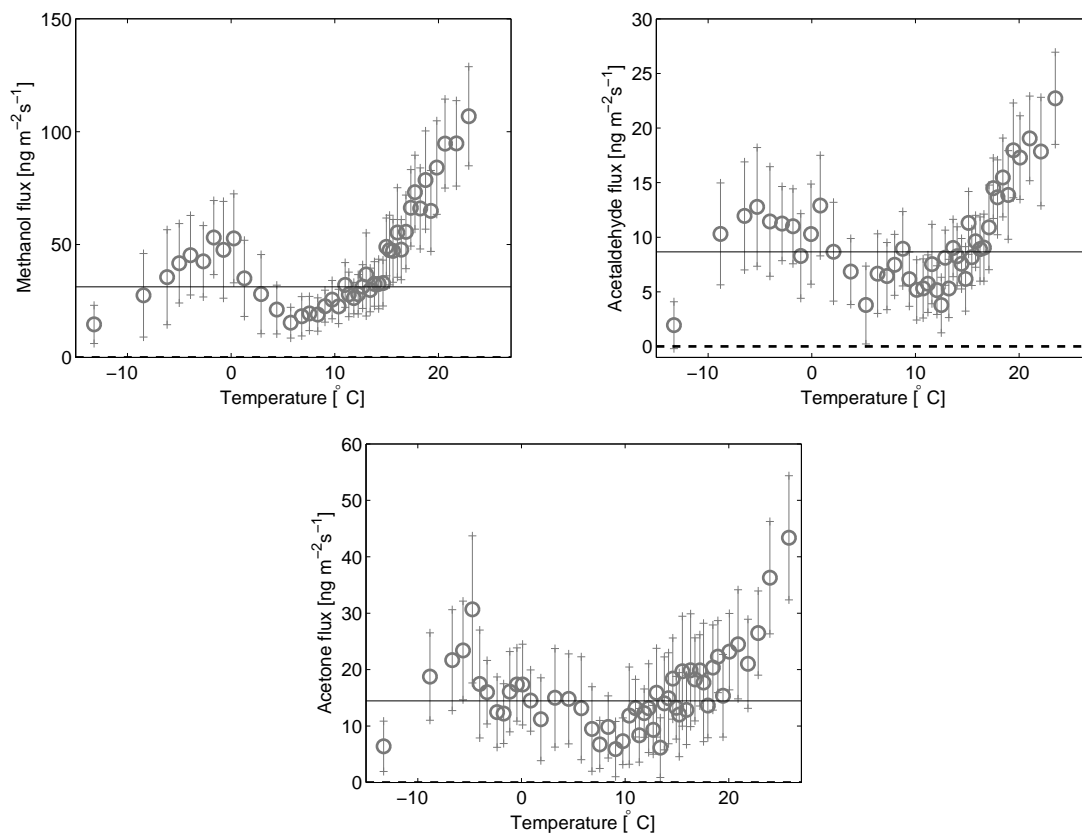 150
100
50
0
Methanol flux [ng m−2s−1]
−10 0 10 20
Temperature [° C]
30
25
20
15
10
5
0
Acetaldehyde flux [ng m−2s−1]
−10 0 10 20
Temperature [° C]
60
50
40
30
20
10
0
Acetone flux [ng m−2s−1]
−10 0 10 20
Temperature [° C]